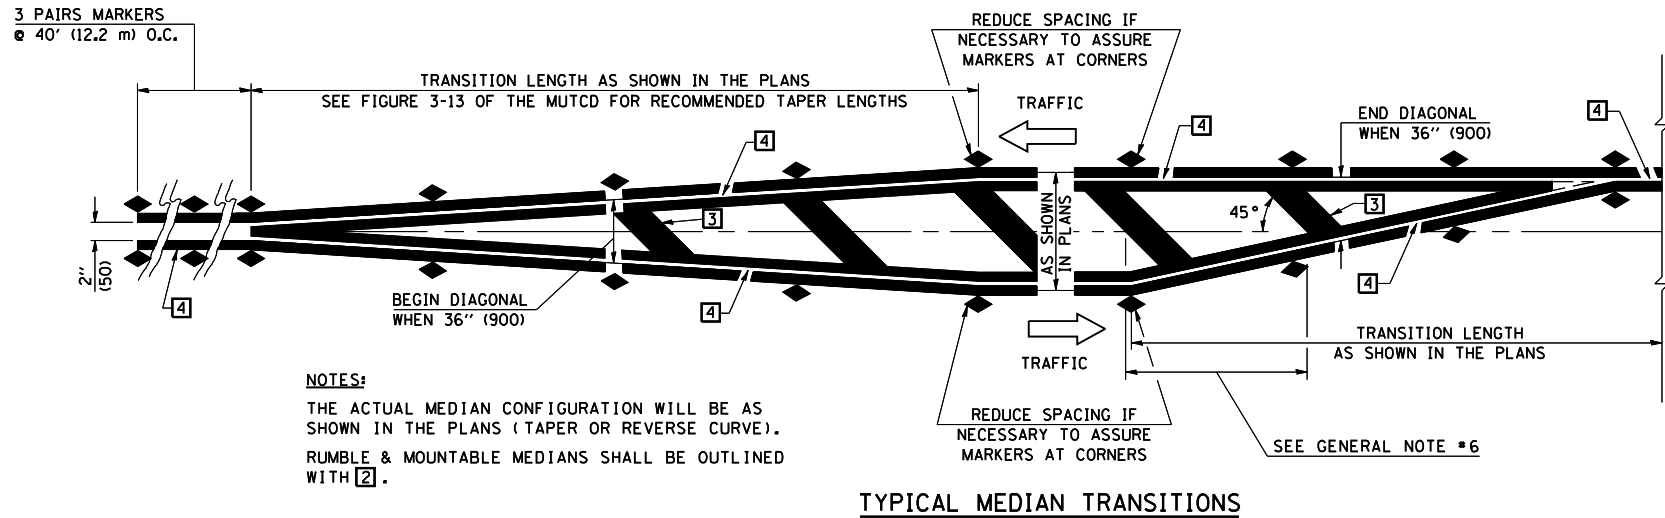 3 PAIRS MARKERS
@ 40' (12.2 m) O.C.
TRANSITION LENGTH AS SHOWN IN THE PLANS
SEE FIGURE 3-13 OF THE MUTCD FOR RECOMMENDED TAPER LENGTHS
REDUCE SPACING IF
NECESSARY TO ASSURE
MARKERS AT CORNERS
TRAFFIC
END DIAGONAL
WHEN 36" (900)
4
4
4
3
3
45°
AS SHOWN
IN PLANS
2"
(50)
4
BEGIN DIAGONAL
WHEN 36" (900)
4
4
TRAFFIC
TRANSITION LENGTH
AS SHOWN IN THE PLANS
NOTES:
THE ACTUAL MEDIAN CONFIGURATION WILL BE AS
SHOWN IN THE PLANS (TAPER OR REVERSE CURVE).
RUMBLE & MOUNTABLE MEDIANS SHALL BE OUTLINED
WITH 2.
REDUCE SPACING IF
NECESSARY TO ASSURE
MARKERS AT CORNERS
SEE GENERAL NOTE #6
TYPICAL MEDIAN TRANSITIONS